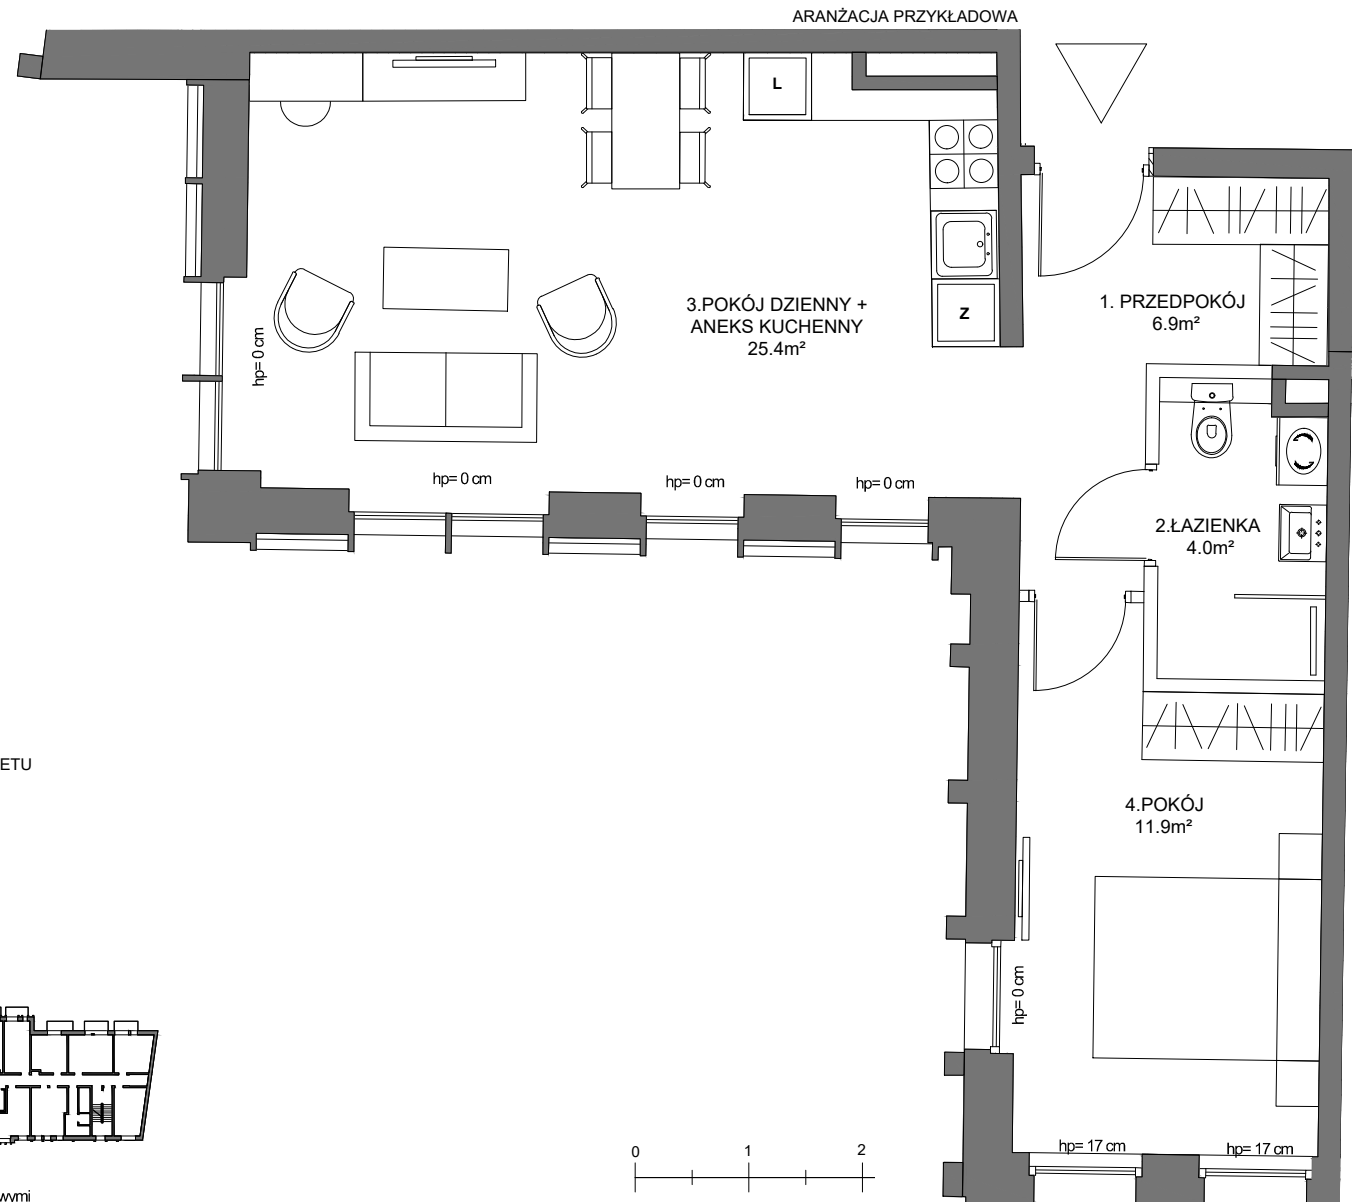 ARANŻACJA PRZYKŁADOWA
L
Z
3.POKÓJ DZIENNY +
ANEKS KUCHENNY
25.4m²
1. PRZEDPOKÓJ
6.9m²
hp= 0 cm
hp= 0 cm
hp= 0 cm
hp= 0 cm
2.ŁAZIENKA
4.0m²
ETU
4.POKÓJ
11.9m²
hp= 0 cm
hp= 17 cm
hp= 17 cm
0 1 2
wymi